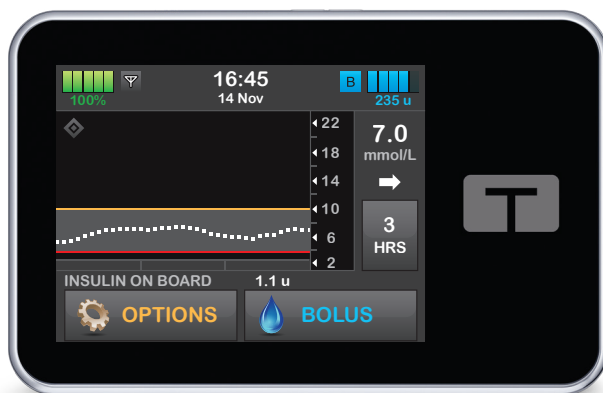 16:45
14 Nov
100%
B
235 u
22
18
14
10
6
2
7.0
mmol/L
3
HRS
INSULIN ON BOARD 1.1 u
OPTIONS
BOLUS
T